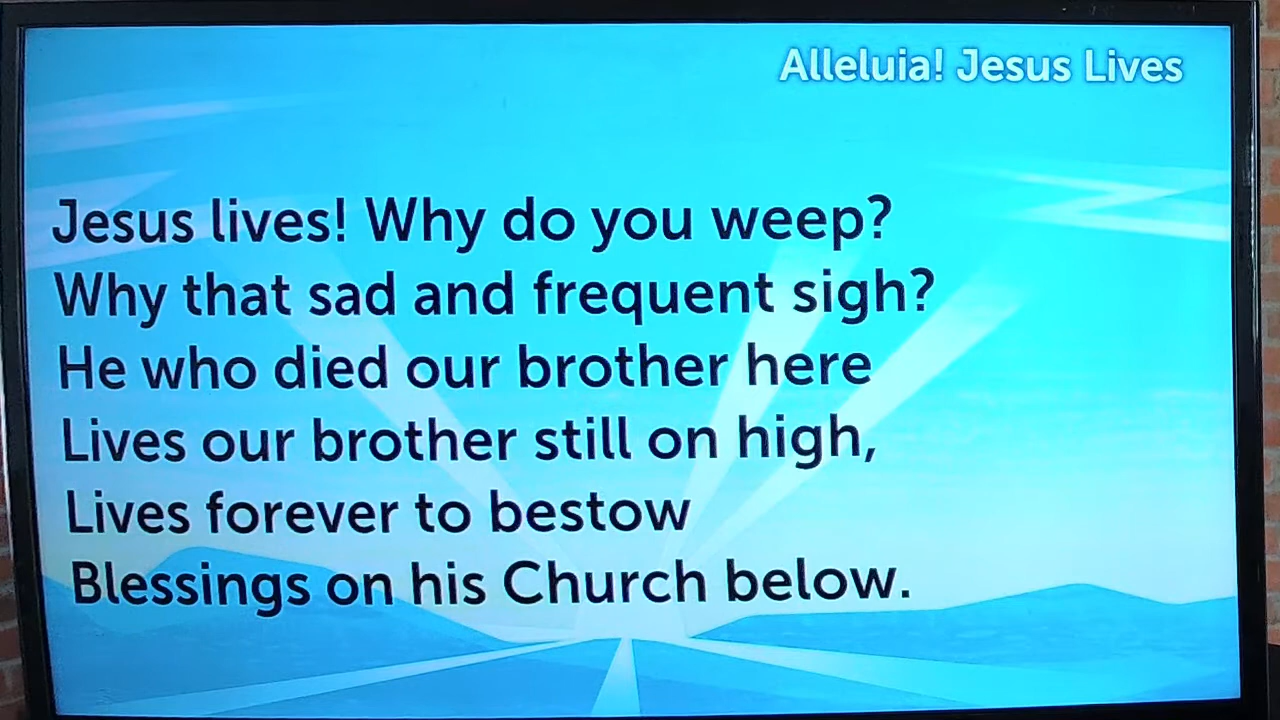 Alleluia! Jesus Lives
Jesus lives! Why do you weep?
Why that sad and frequent sigh?
He who died our brother here
Lives our brother still on high,
Lives forever to bestow
Blessings on his Church below.